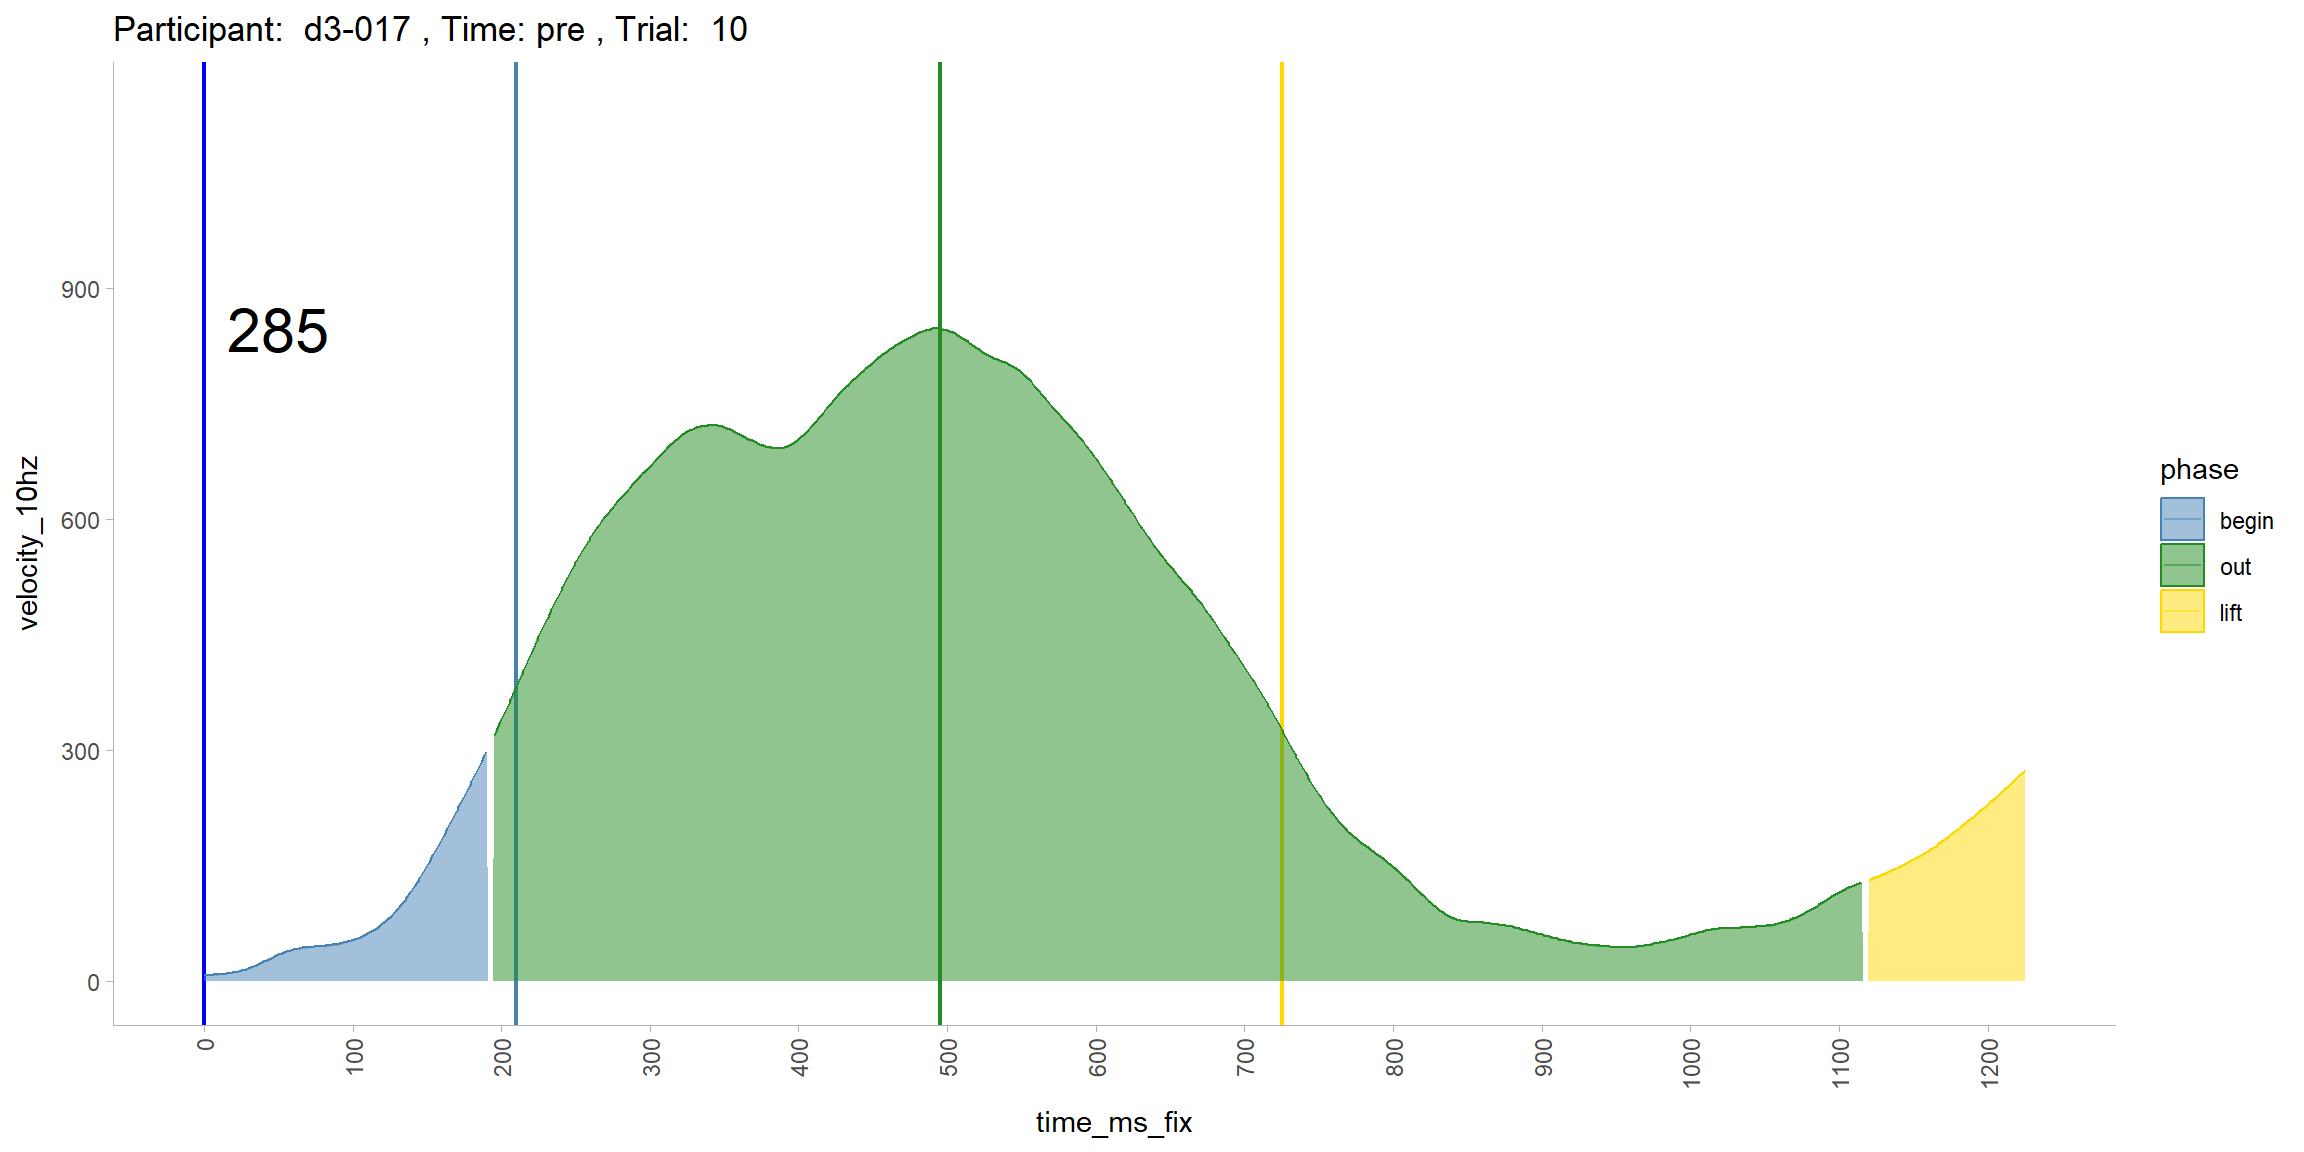 Participant:  d3-017 , Time: pre , Trial:  10
900
600
300
0
velocity_10hz
285
0
100
200
300
400
500
600
700
800
900
1000
1100
1200
time_ms_fix
phase
begin
out
lift